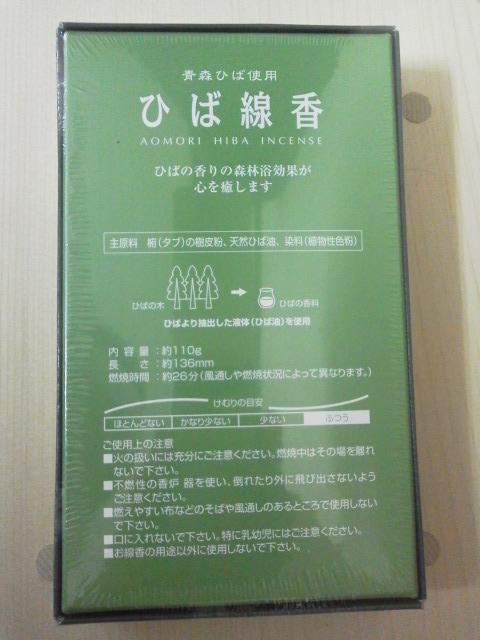 青森ひば使用
ひば線香
AOMORI HIBA INCENSE
ひばの香りの森林浴効果が
心を癒します
主原料 楠(タブ)の樹皮粉、天然ひば油、染料(植物性色粉)
ひばの木
ひばの香料
ひばより抽出した液体(ひば油)を使用
内容量:約110g
長さ:約136mm
燃焼時間:約26分(風通しや燃焼状況によって異なります。)
けむりの目安
ほとんどない かなり少ない 少ない ふつう
ご使用上の注意
■火の扱いには充分にご注意ください。燃焼中はその場を離れ
ないで下さい。
■不燃性の香炉 器を使い、倒れたり外に飛び出さないよう
ご注意ください。
■燃えやすい布などのそばや風通しのあるところで使用しない
で下さい。
■口に入れないで下さい。特に乳幼児にはご注意ください。
■お線香の用途以外に使用しないで下さい。